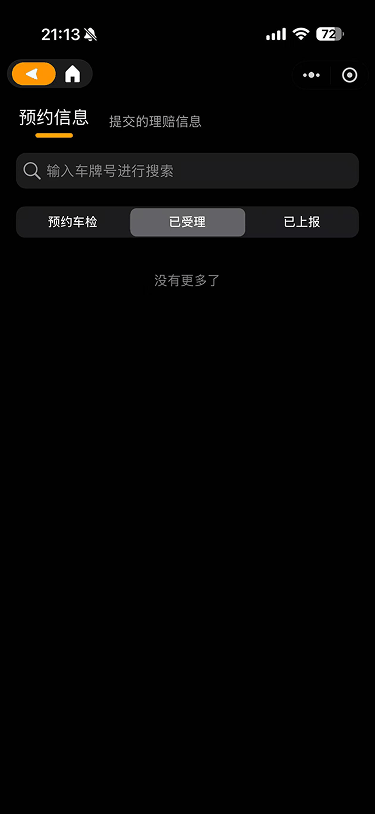 21:13
72
预约信息 提交的理赔信息
输入车牌号进行搜索
预约车检 已受理 已上报
没有更多了